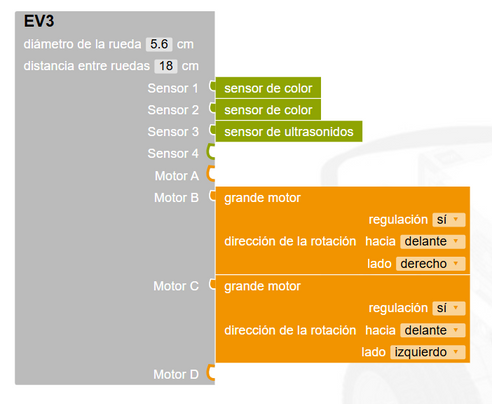 EV3
diámetro de la rueda 5.6 cm
distancia entre ruedas 18 cm
Sensor 1 sensor de color
Sensor 2 sensor de color
Sensor 3 sensor de ultrasonidos
Sensor 4
Motor A
Motor B grande motor
regulación sí
dirección de la rotación hacia delante
lado derecho
Motor C grande motor
regulación sí
dirección de la rotación hacia delante
lado izquierdo
Motor D